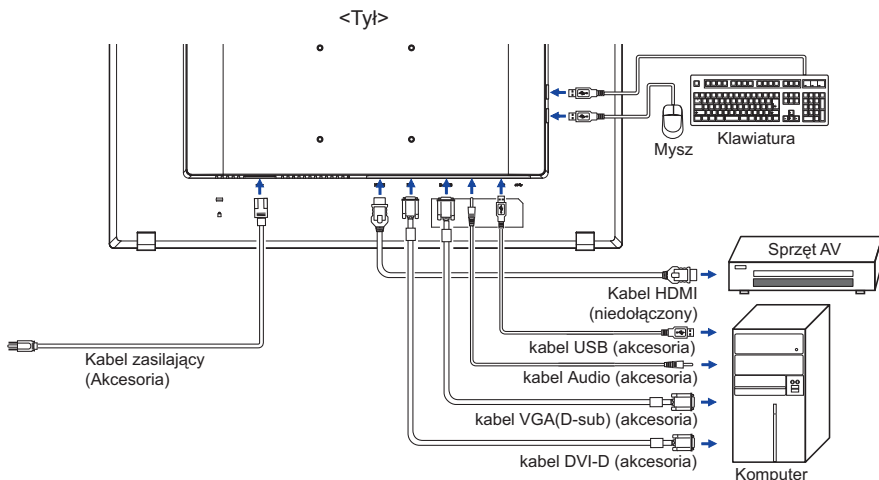 <Tył>
Klawiatura
Mysz
Sprzęt AV
Kabel HDMI
(niedołączony)
kabel USB (akcesoria)
Kabel zasilający
(Akcesoria)
kabel Audio (akcesoria)
kabel VGA(D-sub) (akcesoria)
kabel DVI-D (akcesoria)
Komputer